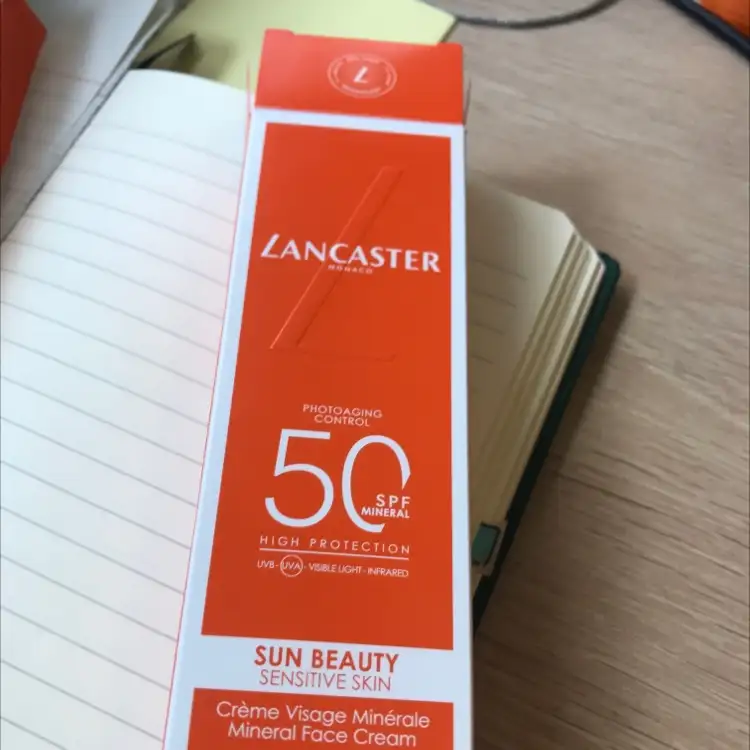 L
LANCASTER
MONACO
PHOTOAGING
CONTROL
50
SPF
MINERAL
HIGH PROTECTION
UVB - UVA - VISIBLE LIGHT - INFRARED
SUN BEAUTY
SENSITIVE SKIN
Crème Visage Minérale
Mineral Face Cream